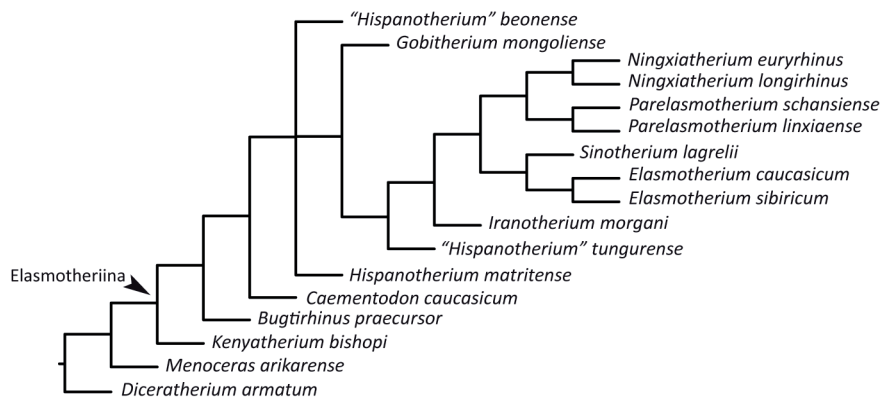 “Hispanotherium” beonense
Gobitherium mongoliense
Ningxiatherium euryrhinus
Ningxiatherium longirhinus
Parelasmotherium schansiense
Parelasmotherium linxiaense
Sinotherium lagrelii
Elasmotherium caucasicum
Elasmotherium sibiricum
Iranotherium morgani
“Hispanotherium” tungurense
Hispanotherium matritense
Elasmotheriina
Caementodon caucasicum
Bugtirhinus praecursor
Kenyatherium bishopi
Menoceras arikarense
Diceratherium armatum